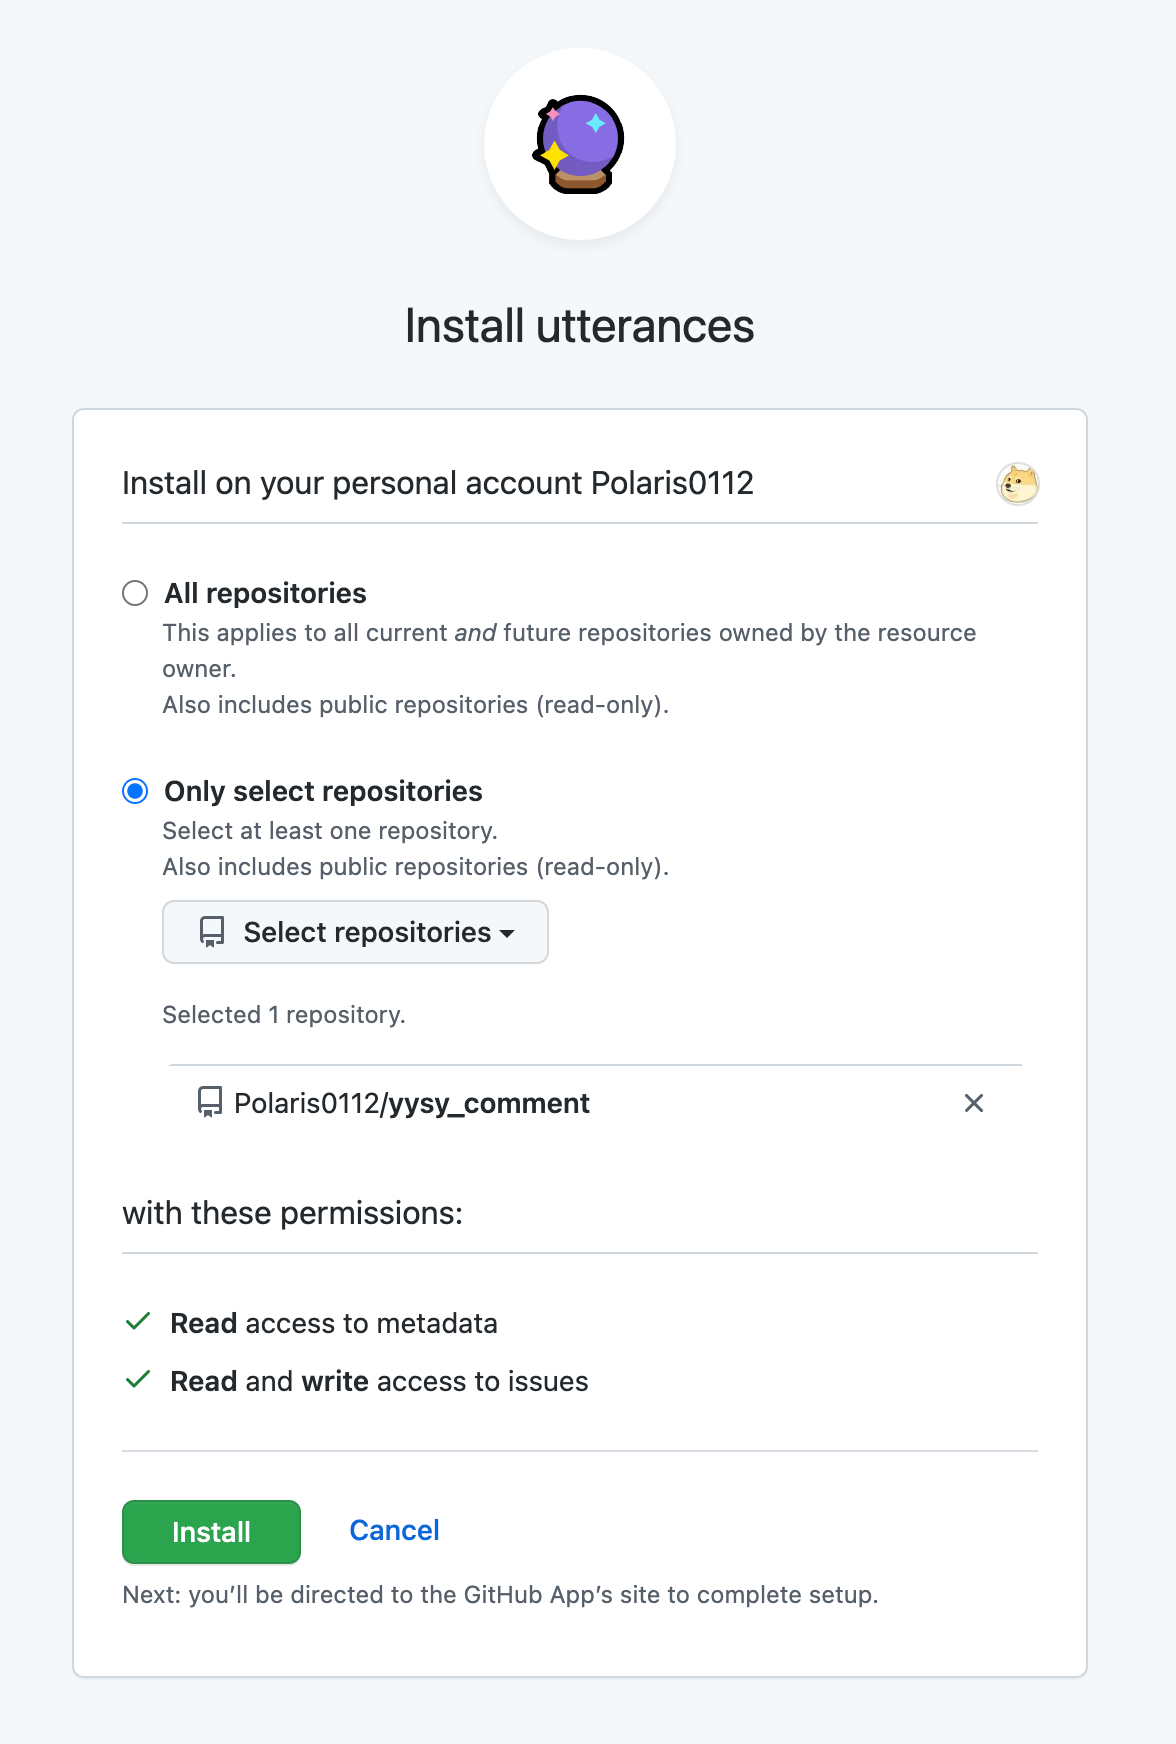 Install utterances
Install on your personal account Polaris0112
All repositories
This applies to all current and future repositories owned by the resource
owner.
Also includes public repositories (read-only).
Only select repositories
Select at least one repository.
Also includes public repositories (read-only).
Select repositories
Selected 1 repository.
Polaris0112/yysy_comment
with these permissions:
Read access to metadata
Read and write access to issues
Install Cancel
Next: you’ll be directed to the GitHub App’s site to complete setup.